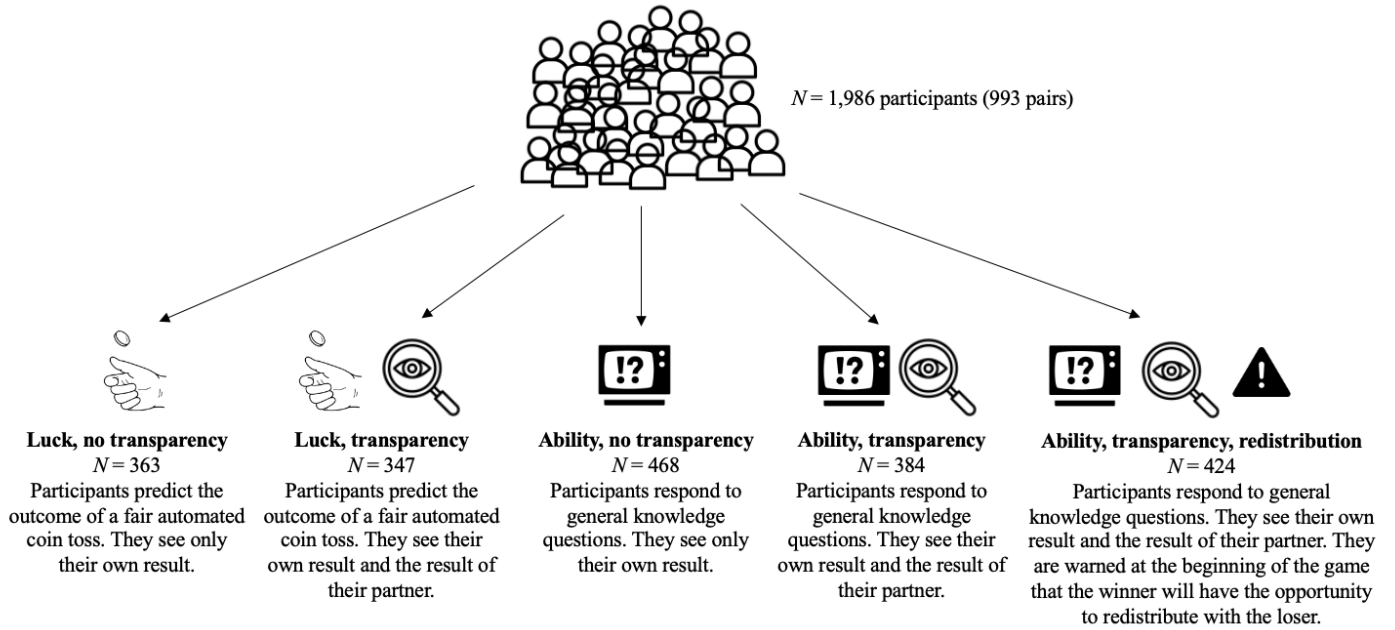 N = 1,986 participants (993 pairs)
!?
!?
!?
!
Luck, no transparency
N = 363
Participants predict the
outcome of a fair automated
coin toss. They see only
their own result.
Luck, transparency
N = 347
Participants predict the
outcome of a fair automated
coin toss. They see their
own result and the result of
their partner.
Ability, no transparency
N = 468
Participants respond to
general knowledge
questions. They see only
their own result.
Ability, transparency
N = 384
Participants respond to
general knowledge
questions. They see their
own result and the result of
their partner.
Ability, transparency, redistribution
N = 424
Participants respond to general
knowledge questions. They see their own
result and the result of their partner. They
are warned at the beginning of the game
that the winner will have the opportunity
to redistribute with the loser.